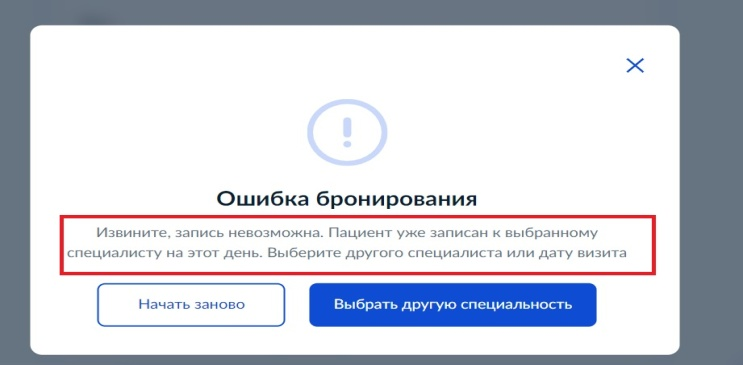 Ошибка бронирования
Извините, запись невозможна. Пациент уже записан к выбранному
специалисту на этот день. Выберите другого специалиста или дату визита
Начать заново
Выбрать другую специальность